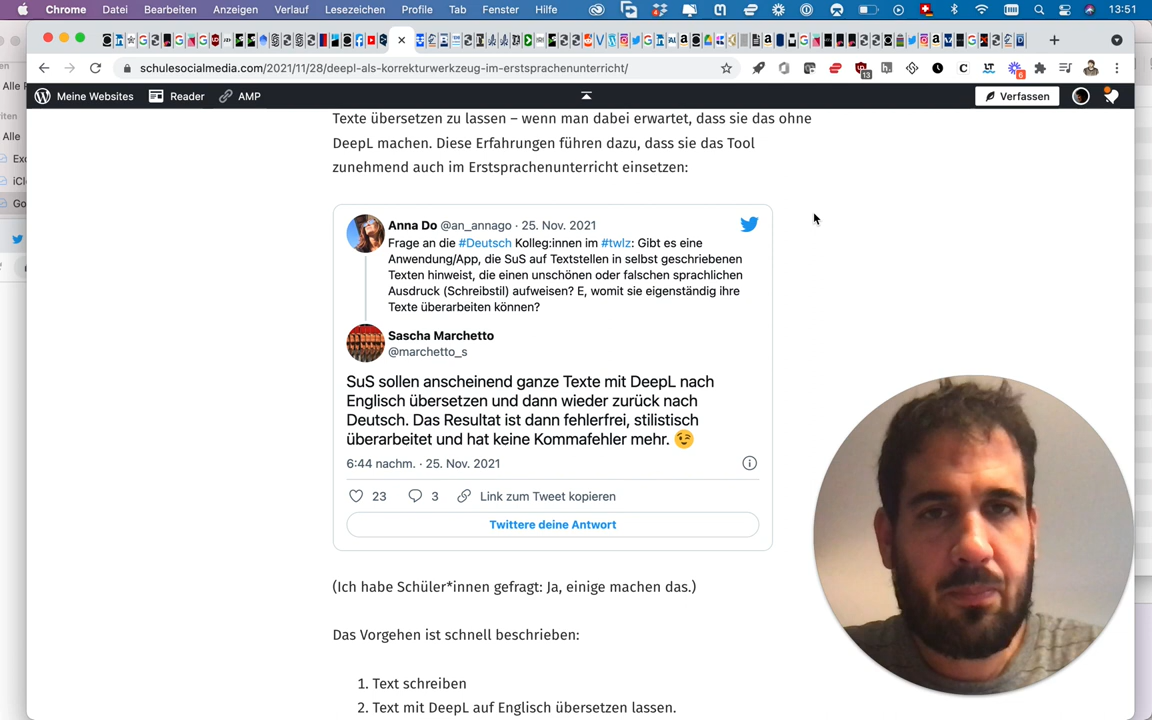 Chrome Datei Bearbeiten Anzeigen Verlauf Lesezeichen Profile Tab Fenster Hilfe 13:51
schulesocialmedia.com/2021/11/28/deepl-als-korrekturwerkzeug-im-erstsprachenunterricht/
13
6
Meine Websites Reader AMP Verfassen
Alle
Alle
Texte übersetzen zu lassen – wenn man dabei erwartet, dass sie das ohne
DeepL machen. Diese Erfahrungen führen dazu, dass sie das Tool
zunehmend auch im Erstsprachenunterricht einsetzen:
Anna Do @an_annago · 25. Nov. 2021
Frage an die #Deutsch Kolleg:innen im #twlz: Gibt es eine
Anwendung/App, die SuS auf Textstellen in selbst geschriebenen
Texten hinweist, die einen unschönen oder falschen sprachlichen
Ausdruck (Schreibstil) aufweisen? E, womit sie eigenständig ihre
Texte überarbeiten können?
Sascha Marchetto
@marchetto_s
SuS sollen anscheinend ganze Texte mit DeepL nach
Englisch übersetzen und dann wieder zurück nach
Deutsch. Das Resultat ist dann fehlerfrei, stilistisch
überarbeitet und hat keine Kommafehler mehr. 😉
6:44 nachm. · 25. Nov. 2021
23 3 Link zum Tweet kopieren
Twittere deine Antwort
(Ich habe Schüler*innen gefragt: Ja, einige machen das.)
Das Vorgehen ist schnell beschrieben:
1. Text schreiben
2. Text mit DeepL auf Englisch übersetzen lassen.